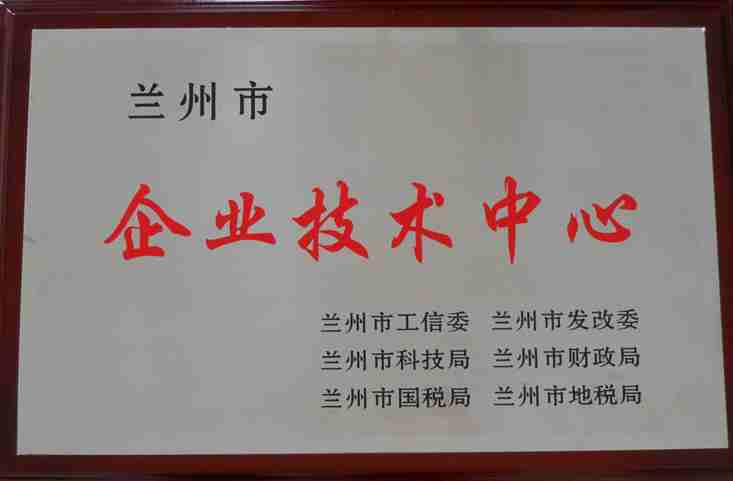 兰州市
企业技术中心
兰州市工信委 兰州市发改委
兰州市科技局 兰州市财政局
兰州市国税局 兰州市地税局